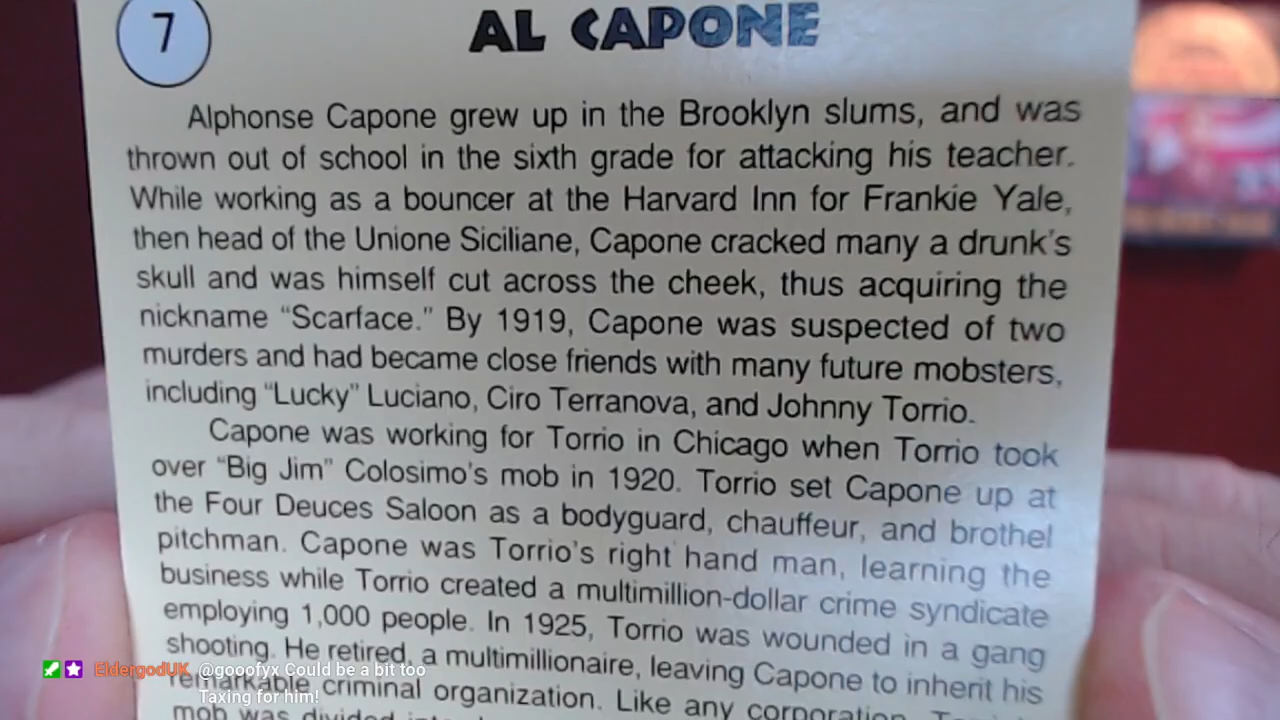 7
AL CAPONE
Alphonse Capone grew up in the Brooklyn slums, and was
thrown out of school in the sixth grade for attacking his teacher.
While working as a bouncer at the Harvard Inn for Frankie Yale,
then head of the Unione Siciliane, Capone cracked many a drunk's
skull and was himself cut across the cheek, thus acquiring the
nickname “Scarface.” By 1919, Capone was suspected of two
murders and had became close friends with many future mobsters,
including “Lucky” Luciano, Ciro Terranova, and Johnny Torrio.
Capone was working for Torrio in Chicago when Torrio took
over “Big Jim” Colosimo's mob in 1920. Torrio set Capone up at
the Four Deuces Saloon as a bodyguard, chauffeur, and brothel
pitchman. Capone was Torrio's right hand man, learning the
business while Torrio created a multimillion-dollar crime syndicate
employing 1,000 people. In 1925, Torrio was wounded in a gang
shooting. He retired, a multimillionaire, leaving Capone to inherit his
remarkable criminal organization. Like any corporation,
mob was divided
EldergodUK @gooofyx Could be a bit too
Taxing for him!